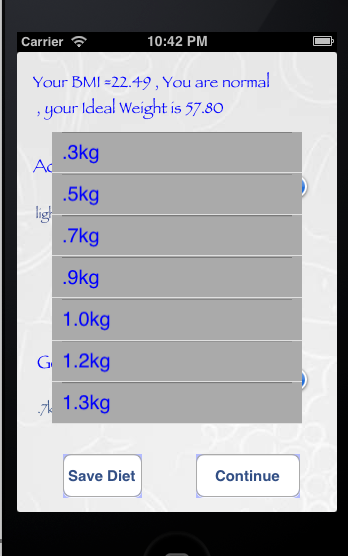 Carrier 10:42 PM
Your BMI =22.49 , You are normal
, your Ideal Weight is 57.80
.3kg
.5kg
.7kg
.9kg
1.0kg
1.2kg
1.3kg
Save Diet Continue